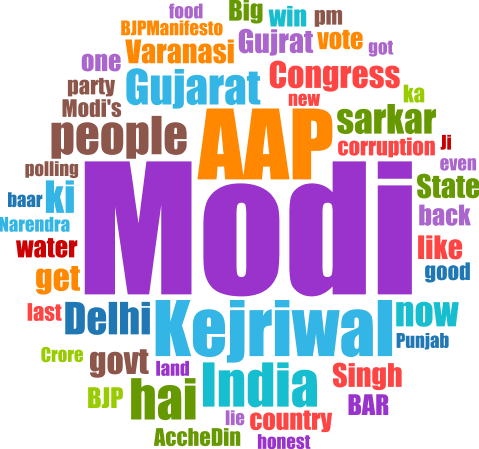 food Big win pm
BJPManifesto
Varanasi Gujrat vote got
one
party Gujarat Congress ka
Modi's new
people AAP sarkar
corruption Ji
polling Modi even
baar ki State
Narendra back
water like
get good
last Delhi Kejriwal now
Punjab
Crore govt land India Singh
BJP hai BAR
lie country
AccheDin honest